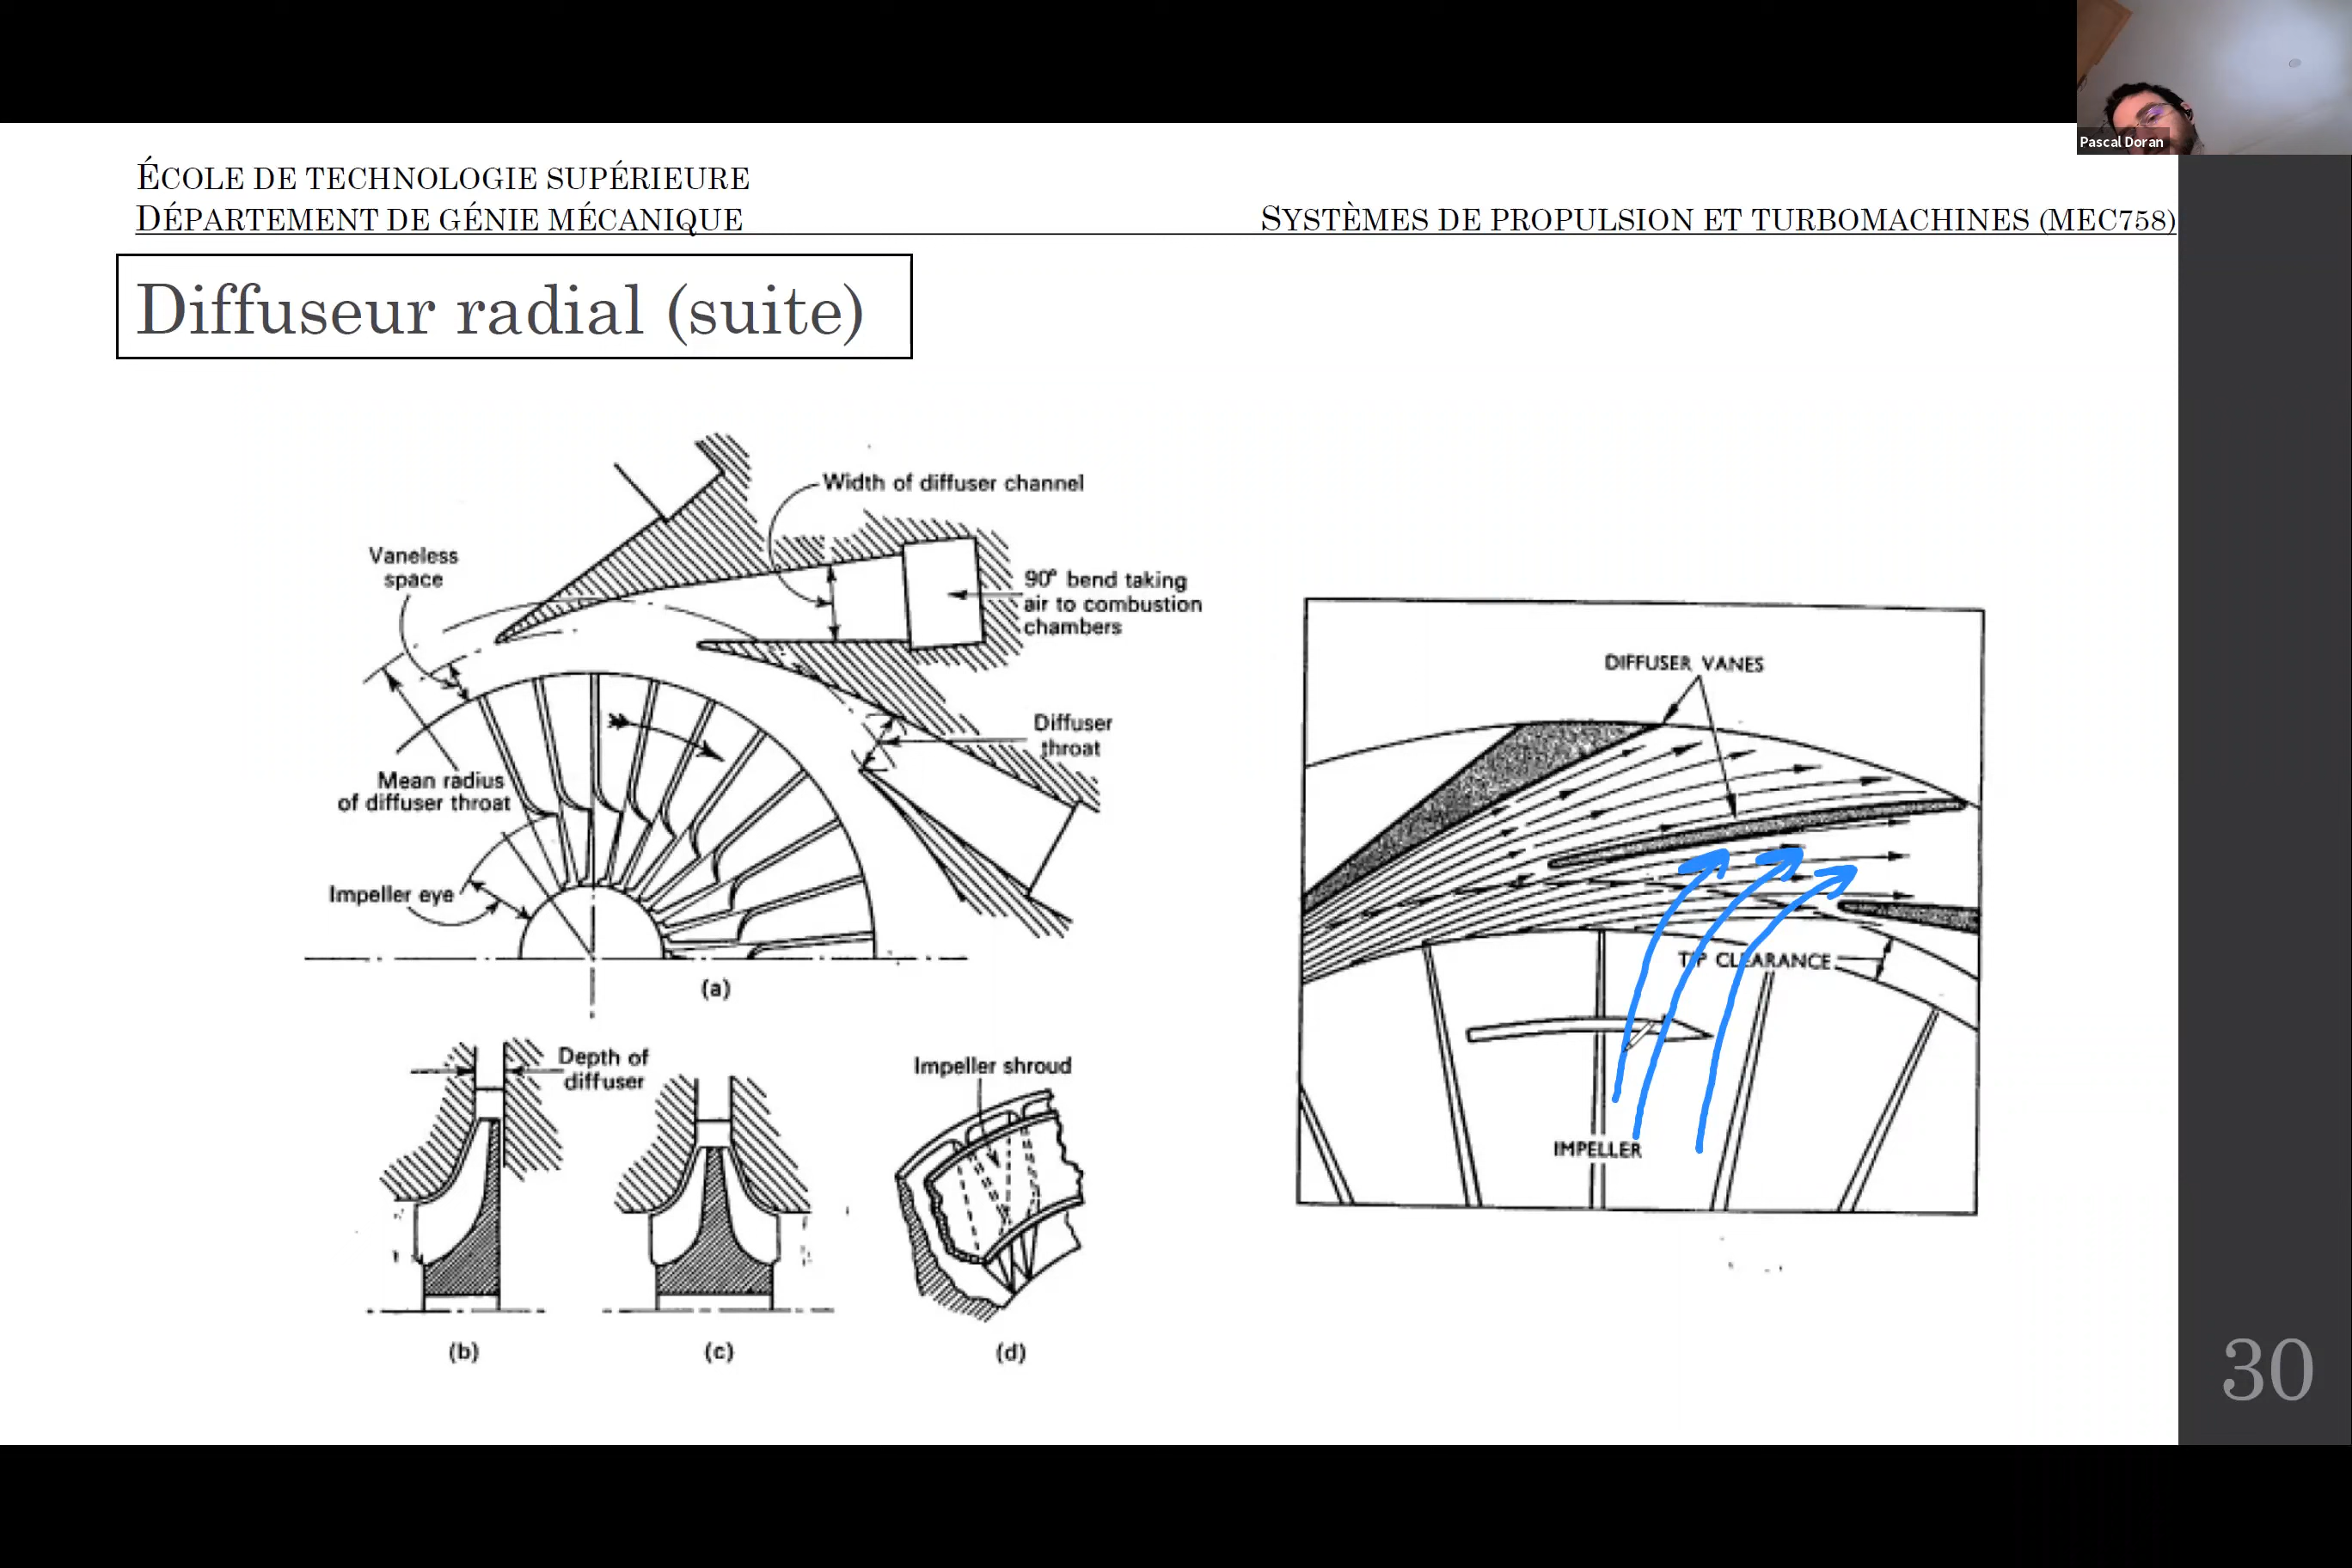 Pascal Doran
ÉCOLE DE TECHNOLOGIE SUPÉRIEURE
DÉPARTEMENT DE GÉNIE MÉCANIQUE
SYSTÈMES DE PROPULSION ET TURBOMACHINES (MEC758)
Diffuseur radial (suite)
Width of diffuser channel
Vaneless
space
90° bend taking
air to combustion
chambers
Diffuser
throat
Mean radius
of diffuser throat
Impeller eye
(a)
Depth of
diffuser
Impeller shroud
(b)
(c)
(d)
DIFFUSER VANES
TIP CLEARANCE
IMPELLER
30